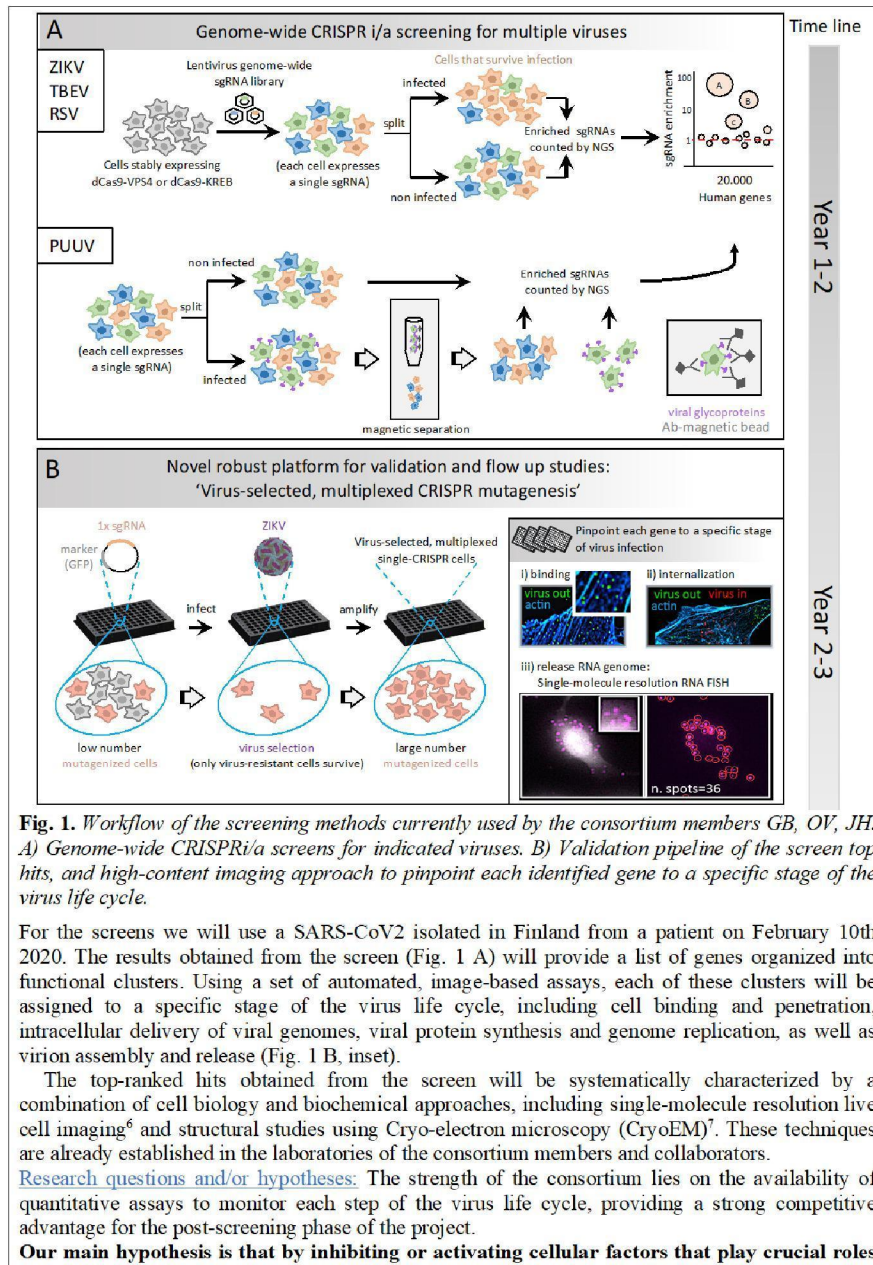 A
Genome-wide CRISPR i/a screening for multiple viruses
Time line
ZIKV
TBEV
RSV
Lentivirus genome-wide
sgRNA library
Cells stably expressing
dCas9-VPS4 or dCas9-KREB
(each cell expresses
a single sgRNA)
split
infected
non infected
Cells that survive infection
Enriched sgRNAs
counted by NGS
sgRNA enrichment
100
10
1
A
B
C
20.000
Human genes
Year 1-2
PUUV
(each cell expresses
a single sgRNA)
split
non infected
infected
magnetic separation
Enriched sgRNAs
counted by NGS
viral glycoproteins
Ab-magnetic bead
B
Novel robust platform for validation and flow up studies:
‘Virus-selected, multiplexed CRISPR mutagenesis’
1x sgRNA
marker
(GFP)
ZIKV
Virus-selected, multiplexed
single-CRISPR cells
infect
amplify
low number
mutagenized cells
virus selection
(only virus-resistant cells survive)
large number
mutagenized cells
Pinpoint each gene to a specific stage
of virus infection
i) binding
ii) internalization
virus out
actin
virus out virus in
actin
iii) release RNA genome:
Single-molecule resolution RNA FISH
n. spots=36
Year 2-3
Fig. 1. Workflow of the screening methods currently used by the consortium members GB, OV, JH.
A) Genome-wide CRISPRi/a screens for indicated viruses. B) Validation pipeline of the screen top
hits, and high-content imaging approach to pinpoint each identified gene to a specific stage of the
virus life cycle.
For the screens we will use a SARS-CoV2 isolated in Finland from a patient on February 10th
2020. The results obtained from the screen (Fig. 1 A) will provide a list of genes organized into
functional clusters. Using a set of automated, image-based assays, each of these clusters will be
assigned to a specific stage of the virus life cycle, including cell binding and penetration,
intracellular delivery of viral genomes, viral protein synthesis and genome replication, as well as
virion assembly and release (Fig. 1 B, inset).
The top-ranked hits obtained from the screen will be systematically characterized by a
combination of cell biology and biochemical approaches, including single-molecule resolution live
cell imaging6 and structural studies using Cryo-electron microscopy (CryoEM)7. These techniques
are already established in the laboratories of the consortium members and collaborators.
Research questions and/or hypotheses: The strength of the consortium lies on the availability of
quantitative assays to monitor each step of the virus life cycle, providing a strong competitive
advantage for the post-screening phase of the project.
Our main hypothesis is that by inhibiting or activating cellular factors that play crucial roles